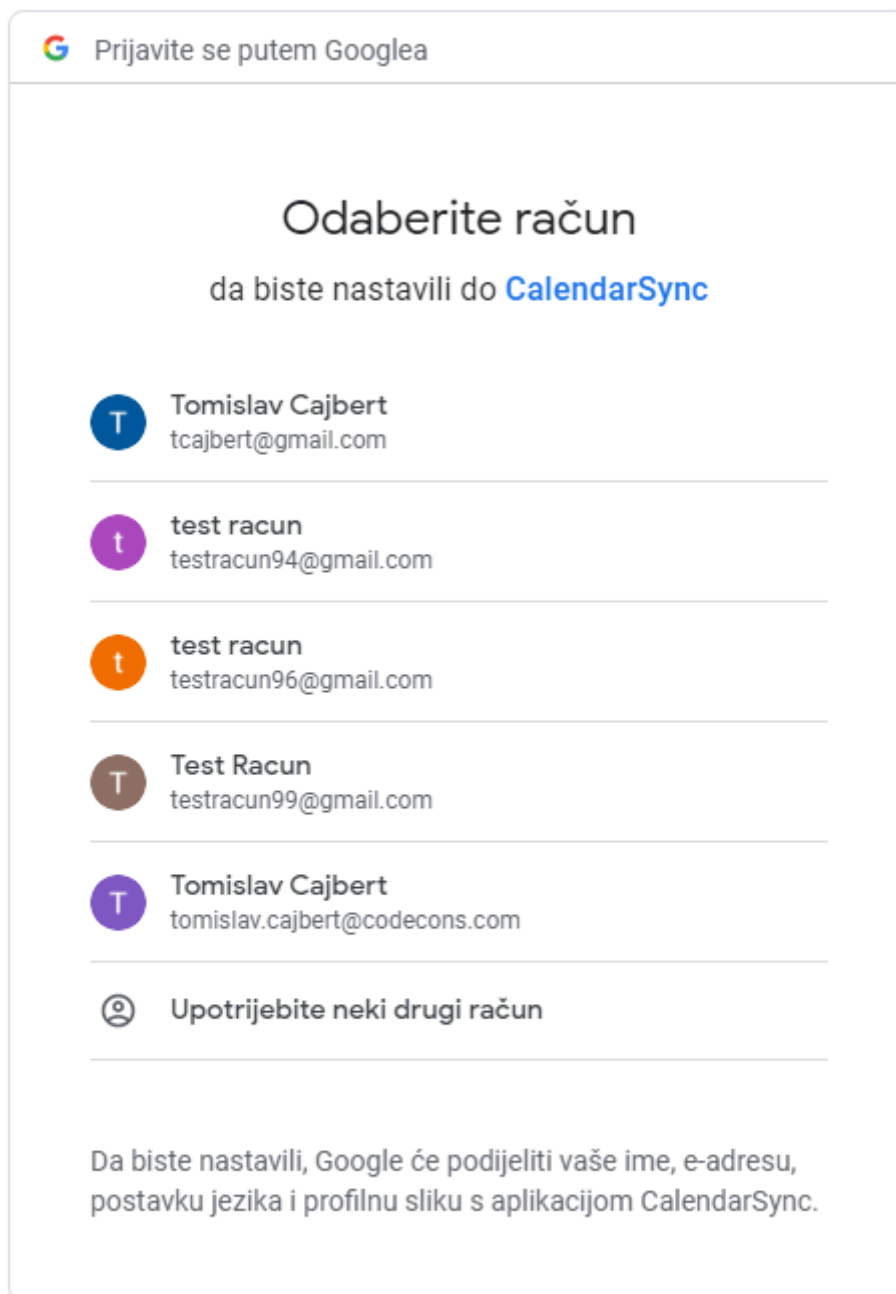 Prijavite se putem Googlea
Odaberite račun
da biste nastavili do CalendarSync
T
Tomislav Cajbert
tcajbert@gmail.com
t
test racun
testracun94@gmail.com
t
test racun
testracun96@gmail.com
T
Test Racun
testracun99@gmail.com
T
Tomislav Cajbert
tomislav.cajbert@codecons.com
Upotrijebite neki drugi račun
Da biste nastavili, Google će podijeliti vaše ime, e-adresu,
postavku jezika i profilnu sliku s aplikacijom CalendarSync.